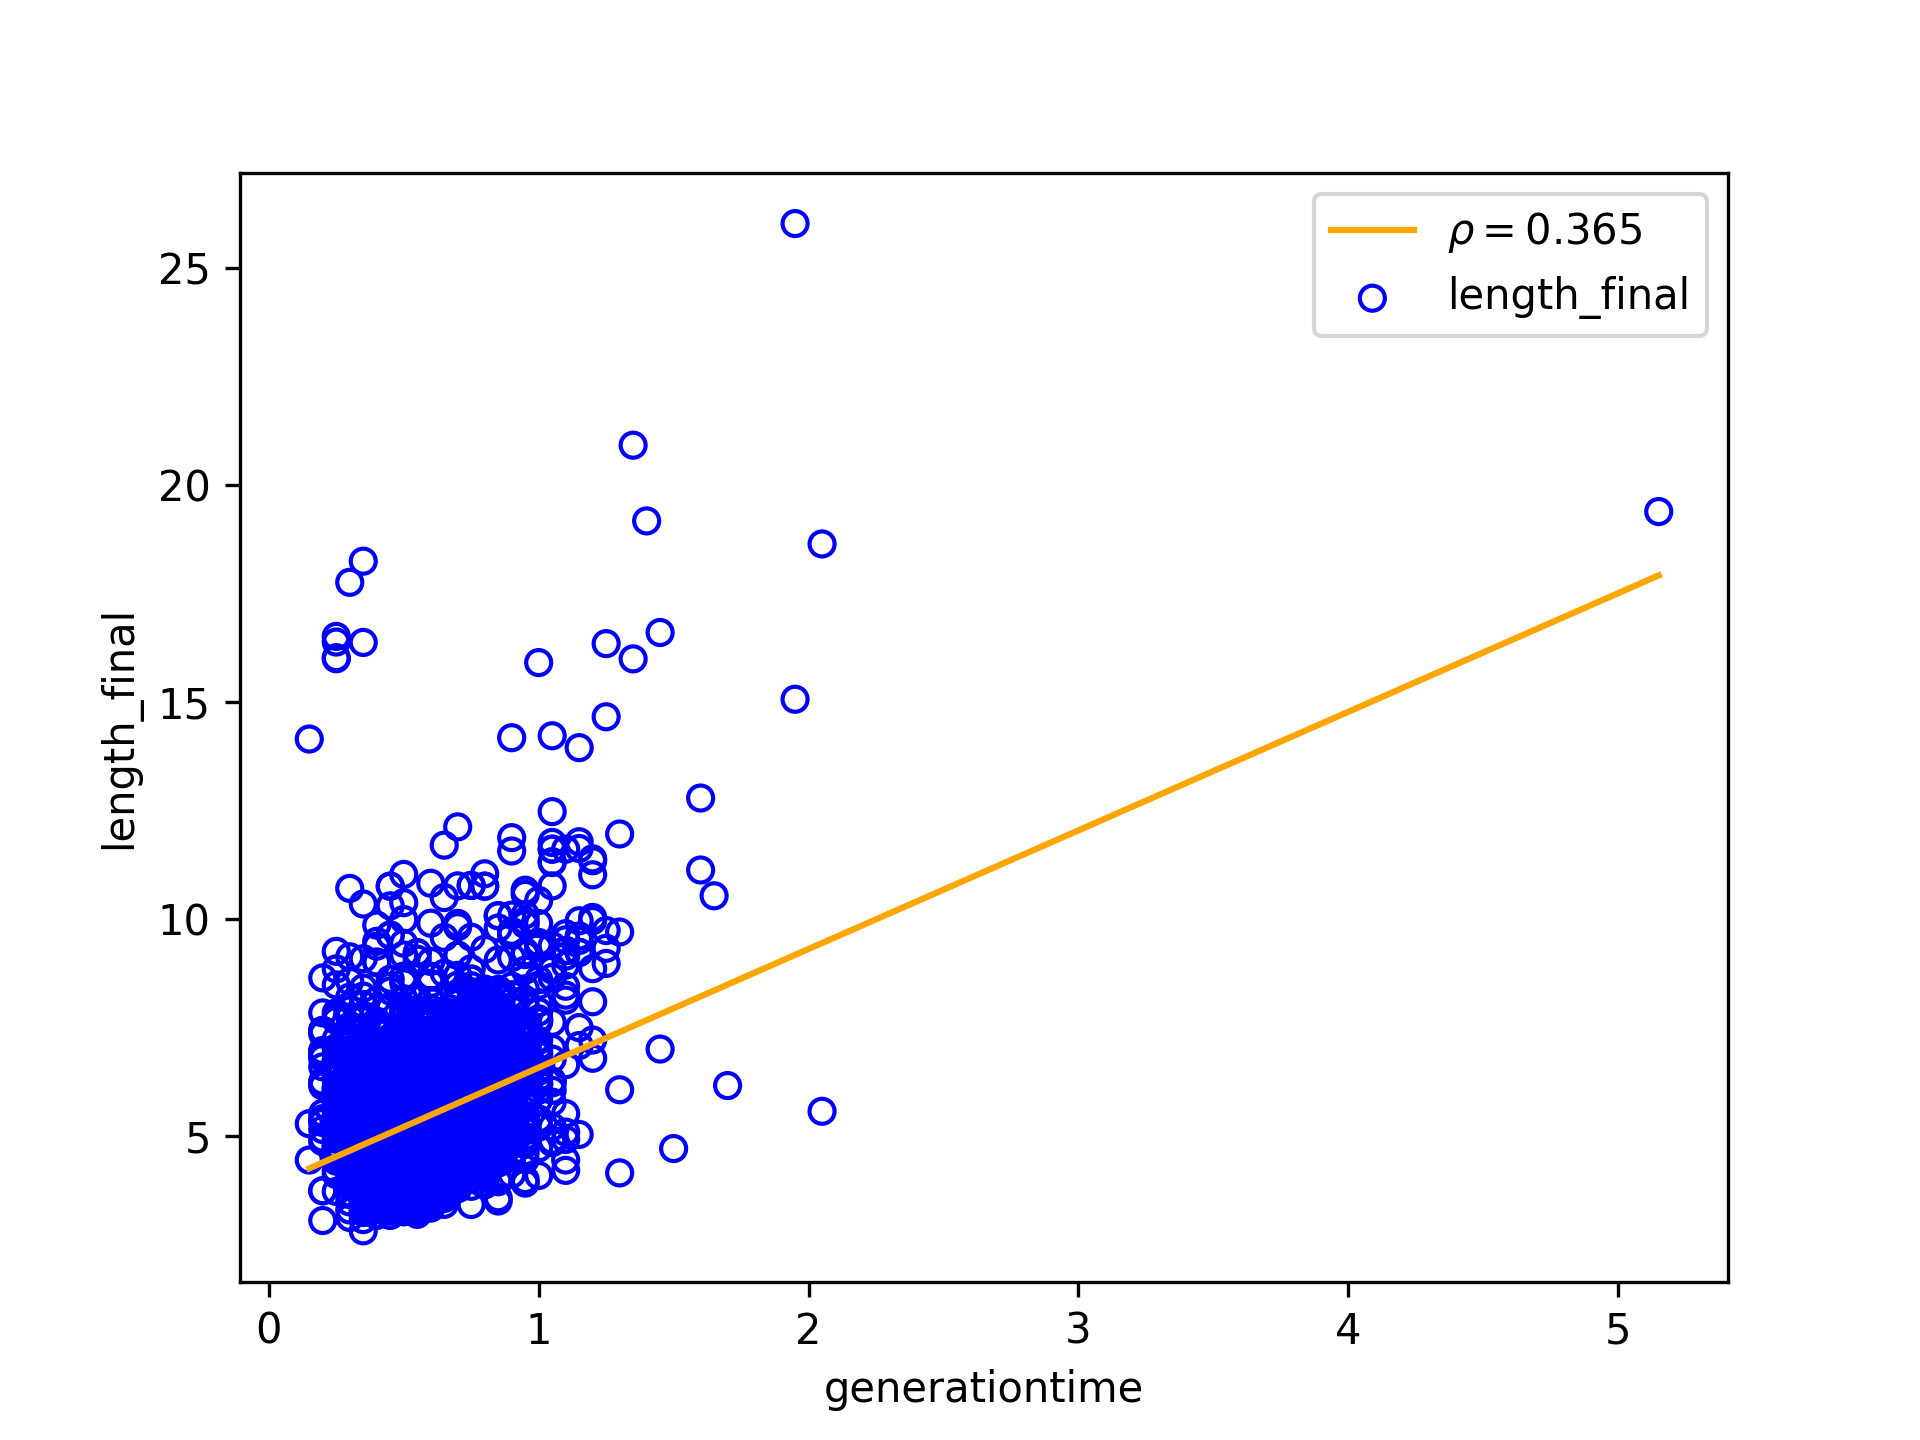 ρ = 0.365
length_final
25
20
15
10
5
length_final
0 1 2 3 4 5
generationtime